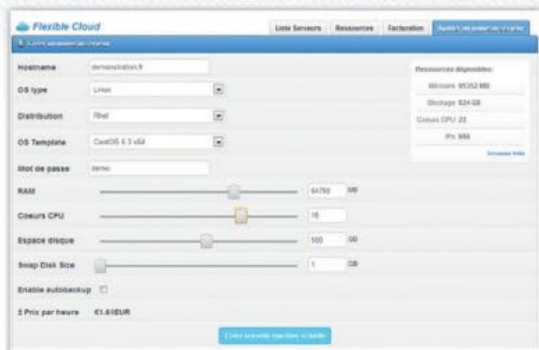 Flexible Cloud
Liste Serveurs
Ressources
Facturation
Hostname
demonstration.fr
OS type
Linux
Distribution
Rhel
OS Template
CentOS 6.3 x64
Mot de passe
demo
RAM
MB
Coeurs CPU
16
Espace disque
500
GB
Swap Disk Size
1
GB
Enable autobackup
Prix par heure
€1.61EUR
Ressources disponibles:
Mémoire
MB
Stockage
GB
Coeurs CPU
IPs